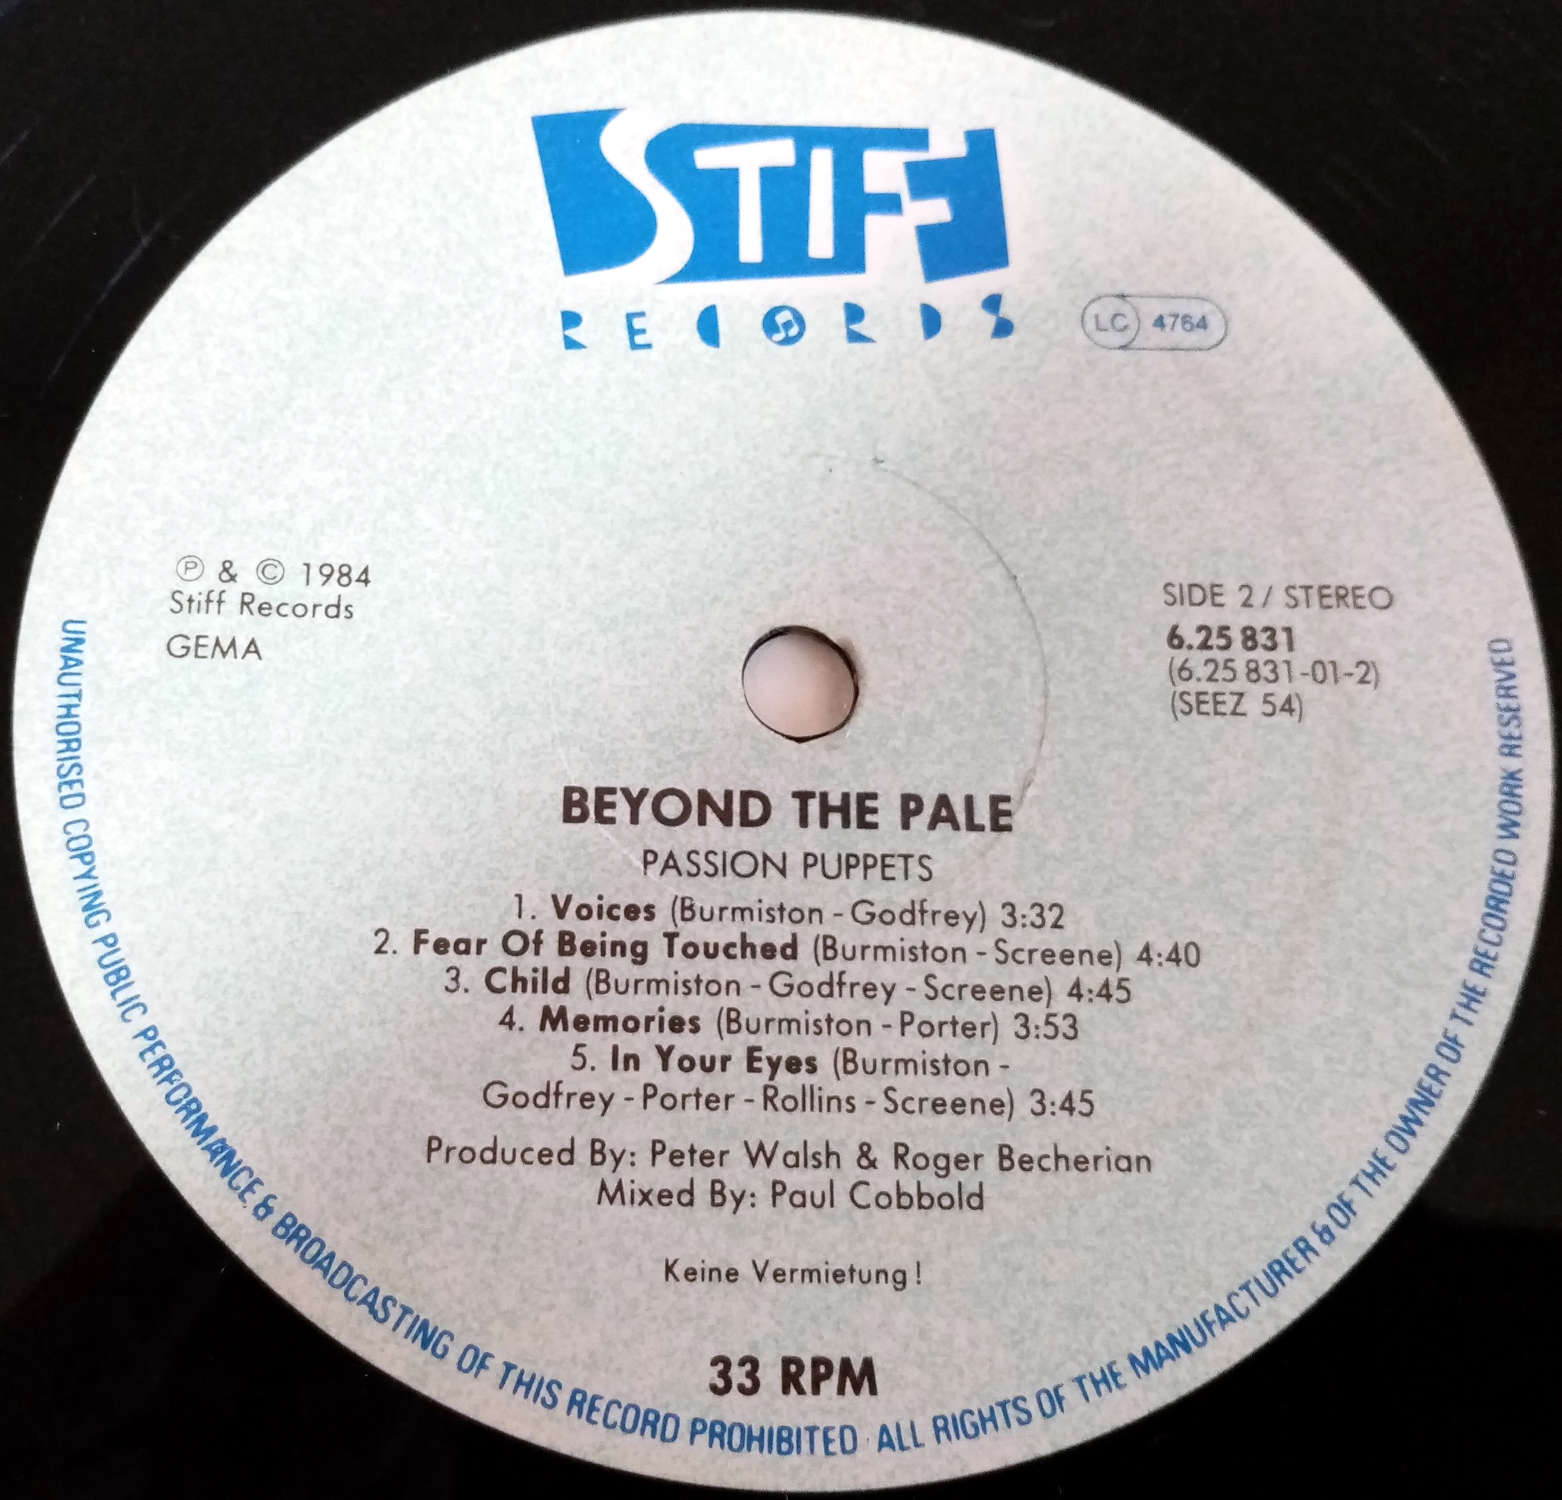 STIFF
RECORDS
LC 4764
℗ & © 1984
Stiff Records
GEMA
SIDE 2 / STEREO
6.25 831
(6.25 831-01-2)
(SEEZ 54)
BEYOND THE PALE
PASSION PUPPETS
1. Voices (Burmiston - Godfrey) 3:32
2. Fear Of Being Touched (Burmiston - Screene) 4:40
3. Child (Burmiston - Godfrey - Screene) 4:45
4. Memories (Burmiston - Porter) 3:53
5. In Your Eyes (Burmiston -
Godfrey - Porter - Rollins - Screene) 3:45
Produced By: Peter Walsh & Roger Becherian
Mixed By: Paul Cobbold
Keine Vermietung!
33 RPM
UNAUTHORISED COPYING PUBLIC PERFORMANCE & BROADCASTING OF THIS RECORD PROHIBITED · ALL RIGHTS OF THE MANUFACTURER & OF THE OWNER OF THE RECORDED WORK RESERVED